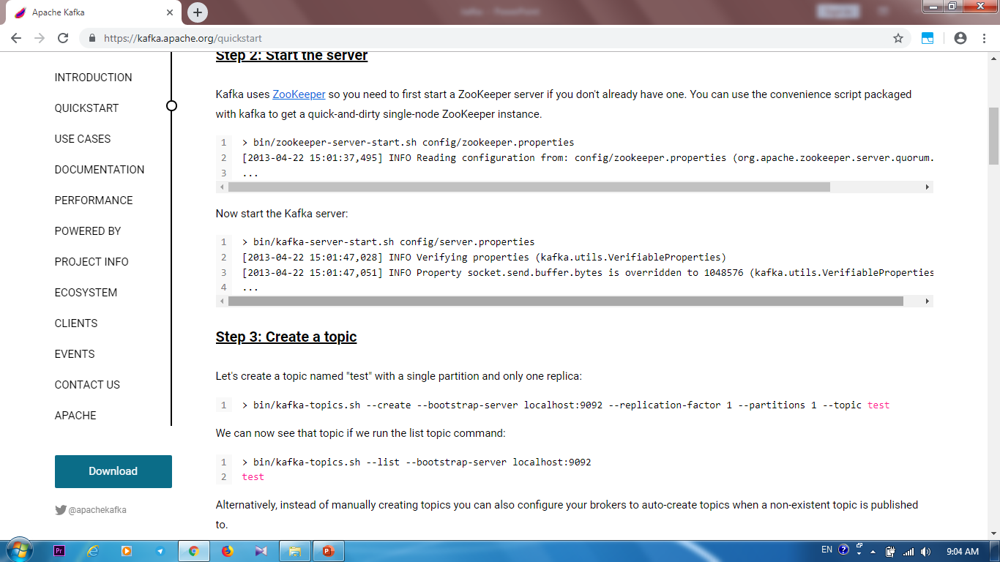 Apache Kafka
https://kafka.apache.org/quickstart
INTRODUCTION
QUICKSTART
USE CASES
DOCUMENTATION
PERFORMANCE
POWERED BY
PROJECT INFO
ECOSYSTEM
CLIENTS
EVENTS
CONTACT US
APACHE
Download
@apachekafka
Step 2: Start the server
Kafka uses ZooKeeper so you need to first start a ZooKeeper server if you don't already have one. You can use the convenience script packaged
with kafka to get a quick-and-dirty single-node ZooKeeper instance.
1 > bin/zookeeper-server-start.sh config/zookeeper.properties
2 [2013-04-22 15:01:37,495] INFO Reading configuration from: config/zookeeper.properties (org.apache.zookeeper.server.quorum.
3 ...
Now start the Kafka server:
1 > bin/kafka-server-start.sh config/server.properties
2 [2013-04-22 15:01:47,028] INFO Verifying properties (kafka.utils.VerifiableProperties)
3 [2013-04-22 15:01:47,051] INFO Property socket.send.buffer.bytes is overridden to 1048576 (kafka.utils.VerifiableProperties
4 ...
Step 3: Create a topic
Let's create a topic named "test" with a single partition and only one replica:
1 > bin/kafka-topics.sh --create --bootstrap-server localhost:9092 --replication-factor 1 --partitions 1 --topic test
We can now see that topic if we run the list topic command:
1 > bin/kafka-topics.sh --list --bootstrap-server localhost:9092
2 test
Alternatively, instead of manually creating topics you can also configure your brokers to auto-create topics when a non-existent topic is published
to.
Pr
EN
9:04 AM